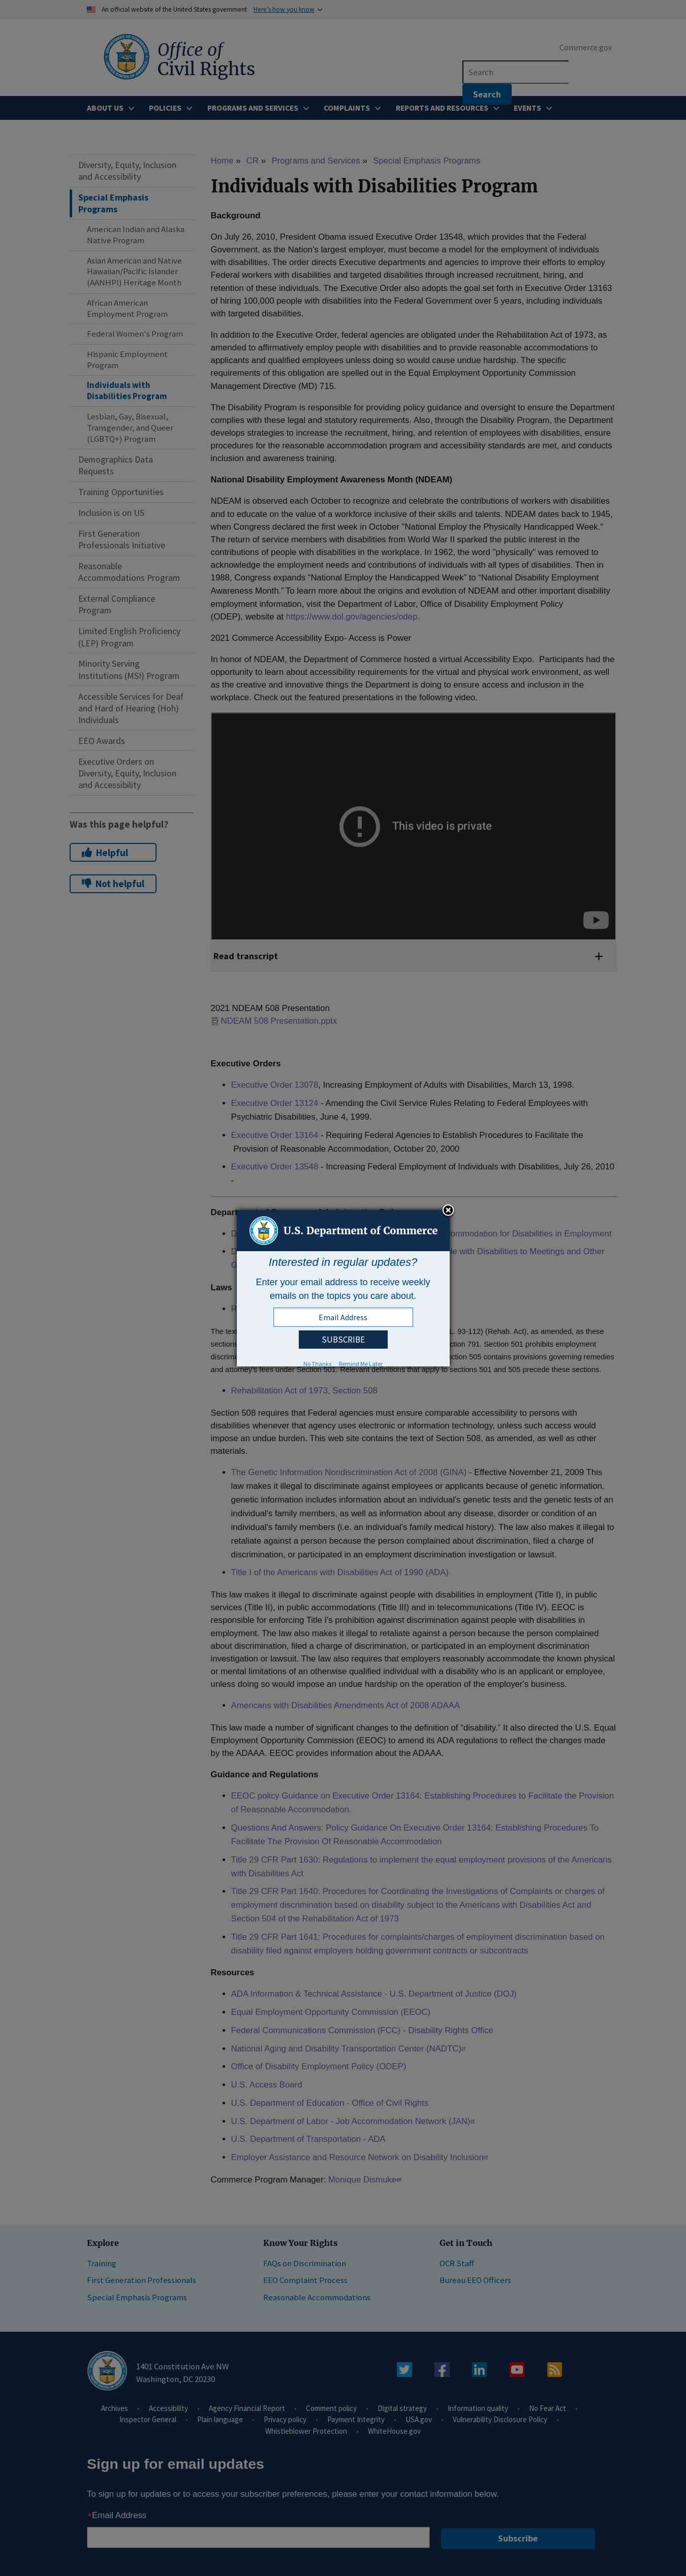 An official website of the United States government Here's how you know
Office of
Civil Rights
Commerce.gov
Search
Search
ABOUT US POLICIES PROGRAMS AND SERVICES COMPLAINTS REPORTS AND RESOURCES EVENTS
Diversity, Equity, Inclusion
and Accessibility
Special Emphasis
Programs
American Indian and Alaska
Native Program
Asian American and Native
Hawaiian/Pacific Islander
(AANHPI) Heritage Month
African American
Employment Program
Federal Women's Program
Hispanic Employment
Program
Individuals with
Disabilities Program
Lesbian, Gay, Bisexual,
Transgender, and Queer
(LGBTQ+) Program
Demographics Data
Requests
Training Opportunities
Inclusion is on US
First Generation
Professionals Initiative
Reasonable
Accommodations Program
External Compliance
Program
Limited English Proficiency
(LEP) Program
Minority Serving
Institutions (MSI) Program
Accessible Services for Deaf
and Hard of Hearing (Hoh)
Individuals
EEO Awards
Executive Orders on
Diversity, Equity, Inclusion
and Accessibility
Was this page helpful?
Helpful
Not helpful
Home » CR » Programs and Services » Special Emphasis Programs
Individuals with Disabilities Program
Background
On July 26, 2010, President Obama issued Executive Order 13548, which provides that the Federal
Government, as the Nation's largest employer, must become a model for the employment of individuals
with disabilities. The order directs Executive departments and agencies to improve their efforts to employ
Federal workers with disabilities and targeted disabilities through increased recruitment, hiring, and
retention of these individuals. The Executive Order also adopts the goal set forth in Executive Order 13163
of hiring 100,000 people with disabilities into the Federal Government over 5 years, including individuals
with targeted disabilities.
In addition to the Executive Order, federal agencies are obligated under the Rehabilitation Act of 1973, as
amended to affirmatively employ people with disabilities and to provide reasonable accommodations to
applicants and qualified employees unless doing so would cause undue hardship. The specific
requirements of this obligation are spelled out in the Equal Employment Opportunity Commission
Management Directive (MD) 715.
The Disability Program is responsible for providing policy guidance and oversight to ensure the Department
complies with these legal and statutory obligations. Also, through the Disability Program, the Department
develops strategies to increase the recruitment, hiring, and retention of employees with disabilities, ensure
procedures for the reasonable accommodation program and accessibility standards are met, and conducts
inclusion and awareness training.
National Disability Employment Awareness Month (NDEAM)
NDEAM is observed each October to recognize and celebrate the contributions of workers with disabilities
and to educate on the value of a workforce inclusive of their skills and talents. NDEAM dates back to 1945,
when Congress declared the first week in October "National Employ the Physically Handicapped Week."
The return of service members with disabilities from World War II sparked the public interest in the
contributions of people with disabilities in the workplace. In 1962, the word "physically" was removed to
acknowledge the employment needs and contributions of individuals with all types of disabilities. Then in
1988, Congress expands "National Employ the Handicapped Week" to "National Disability Employment
Awareness Month." To learn more about the origins and evolution of NDEAM and other important disability
employment information, visit the Department of Labor, Office of Disability Employment Policy
(ODEP), website at https://www.dol.gov/agencies/odep.
2021 Commerce Accessibility Expo- Access is Power
In honor of NDEAM, the Department of Commerce hosted a virtual Accessibility Expo. Participants had the
opportunity to learn about accessibility requirements for the virtual and physical work environment, as well
as the creative and innovative things the Department is doing to ensure access and inclusion in the
workplace. Check out the featured presentations in the following video.
This video is private
Read transcript
2021 NDEAM 508 Presentation
NDEAM 508 Presentation.pptx
Executive Orders
Executive Order 13078, Increasing Employment of Adults with Disabilities, March 13, 1998.
Executive Order 13124 - Amending the Civil Service Rules Relating to Federal Employees with
Psychiatric Disabilities, June 4, 1999.
Executive Order 13164 - Requiring Federal Agencies to Establish Procedures to Facilitate the
Provision of Reasonable Accommodation, October 20, 2000
Executive Order 13548 - Increasing Federal Employment of Individuals with Disabilities, July 26, 2010
U.S. Department of Commerce
Interested in regular updates?
Enter your email address to receive weekly
emails on the topics you care about.
Email Address
SUBSCRIBE
No Thanks Remind Me Later
for Disabilities in Employment
with Disabilities to Meetings and Other
Laws
The
L. 93-112) (Rehab. Act), as amended, as these
section 791. Section 501 prohibits employment
Section 505 contains provisions governing remedies
and attorney's fees under Section 501. Relevant definitions that apply to sections 501 and 505 precede these sections.
Rehabilitation Act of 1973, Section 508
Section 508 requires that Federal agencies must ensure comparable accessibility to persons with
disabilities whenever that agency uses electronic and information technology, unless such access would
impose an undue burden. This web site contains the text of Section 508, as amended, as well as other
materials.
The Genetic Information Nondiscrimination Act of 2008 (GINA) - Effective November 21, 2009 This
law makes it illegal to discriminate against employees or applicants because of genetic information,
genetic information includes information about an individual's genetic tests and the genetic tests of an
individual's family members, as well as information about any disease, disorder or condition of an
individual's family members (i.e. an individual's family medical history). The law also makes it illegal to
retaliate against a person because the person complained about discrimination, filed a charge of
discrimination, or participated in an employment discrimination investigation or lawsuit.
Title I of the Americans with Disabilities Act of 1990 (ADA)
This law makes it illegal to discriminate against people with disabilities in employment (Title I), in public
services (Title II), in public accommodations (Title III) and in telecommunications (Title IV). EEOC is
responsible for enforcing Title I's prohibition against discrimination against people with disabilities in
employment. The law also makes it illegal to retaliate against a person because the person complained
about discrimination, filed a charge of discrimination, or participated in an employment discrimination
investigation or lawsuit. The law also requires that employers reasonably accommodate the known physical
or mental limitations of an otherwise qualified individual with a disability who is an applicant or employee,
unless doing so would impose an undue hardship on the operation of the employer's business.
Americans with Disabilities Amendments Act of 2008 ADAAA
This law made a number of significant changes to the definition of "disability." It also directed the U.S. Equal
Employment Opportunity Commission (EEOC) to amend its ADA regulations to reflect the changes made
by the ADAAA. EEOC provides information about the ADAAA.
Guidance and Regulations
EEOC policy Guidance on Executive Order 13164: Establishing Procedures to Facilitate the Provision
of Reasonable Accommodation.
Questions And Answers: Policy Guidance On Executive Order 13164: Establishing Procedures To
Facilitate The Provision Of Reasonable Accommodation
Title 29 CFR Part 1630: Regulations to implement the equal employment provisions of the Americans
with Disabilities Act
Title 29 CFR Part 1640: Procedures for Coordinating the Investigations of Complaints or charges of
employment discrimination based on disability subject to the Americans with Disabilities Act and
Section 504 of the Rehabilitation Act of 1973
Title 29 CFR Part 1641: Procedures for complaints/charges of employment discrimination based on
disability filed against employers holding government contracts or subcontracts
Resources
ADA Information & Technical Assistance - U.S. Department of Justice (DOJ)
Equal Employment Opportunity Commission (EEOC)
Federal Communications Commission (FCC) - Disability Rights Office
National Aging and Disability Transportation Center (NADTC)
Office of Disability Employment Policy (ODEP)
U.S. Access Board
U.S. Department of Education - Office of Civil Rights
U.S. Department of Labor - Job Accommodation Network (JAN)
U.S. Department of Transportation - ADA
Employer Assistance and Resource Network on Disability Inclusion
Commerce Program Manager: Monique Dismuke
Explore
Training
First Generation Professionals
Special Emphasis Programs
Know Your Rights
FAQs on Discrimination
EEO Complaint Process
Reasonable Accommodations
Get in Touch
OCR Staff
Bureau EEO Officers
1401 Constitution Ave NW
Washington, DC 20230
Archives - Accessibility - Agency Financial Report - Comment policy - Digital strategy - Information quality - No Fear Act -
Inspector General - Plain language - Privacy policy - Payment Integrity - USA.gov - Vulnerability Disclosure Policy -
Whistleblower Protection - WhiteHouse.gov
Sign up for email updates
To sign up for updates or to access your subscriber preferences, please enter your contact information below.
*Email Address
Subscribe